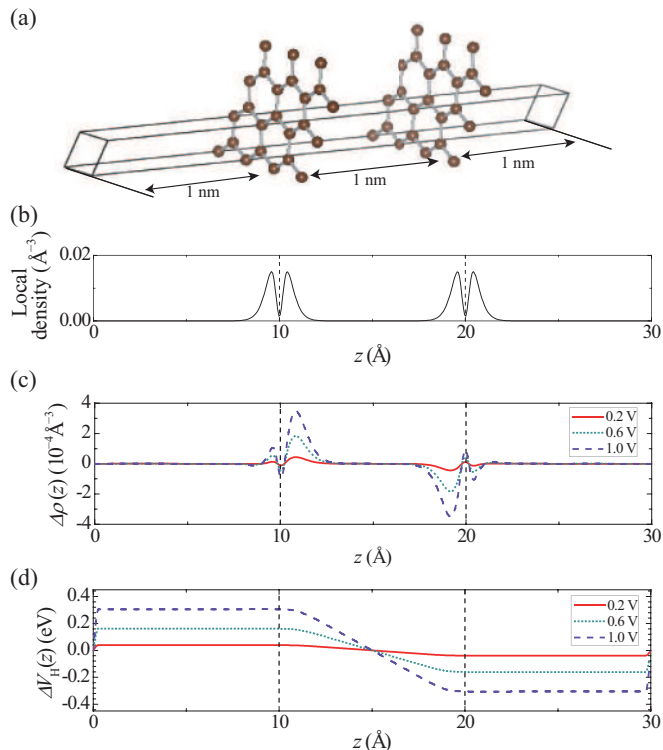 (a)
1 nm
1 nm
1 nm
(b)
Local
density (Å⁻³)
0.02
0.00
0
10
20
30
z (Å)
(c)
Δρ(z) (10⁻⁴Å⁻³)
4
2
0
-2
-4
0.2 V
0.6 V
1.0 V
0
10
20
30
z (Å)
(d)
ΔV_H(z) (eV)
0.4
0.2
0.0
-0.2
-0.4
0.2 V
0.6 V
1.0 V
0
10
20
30
z (Å)